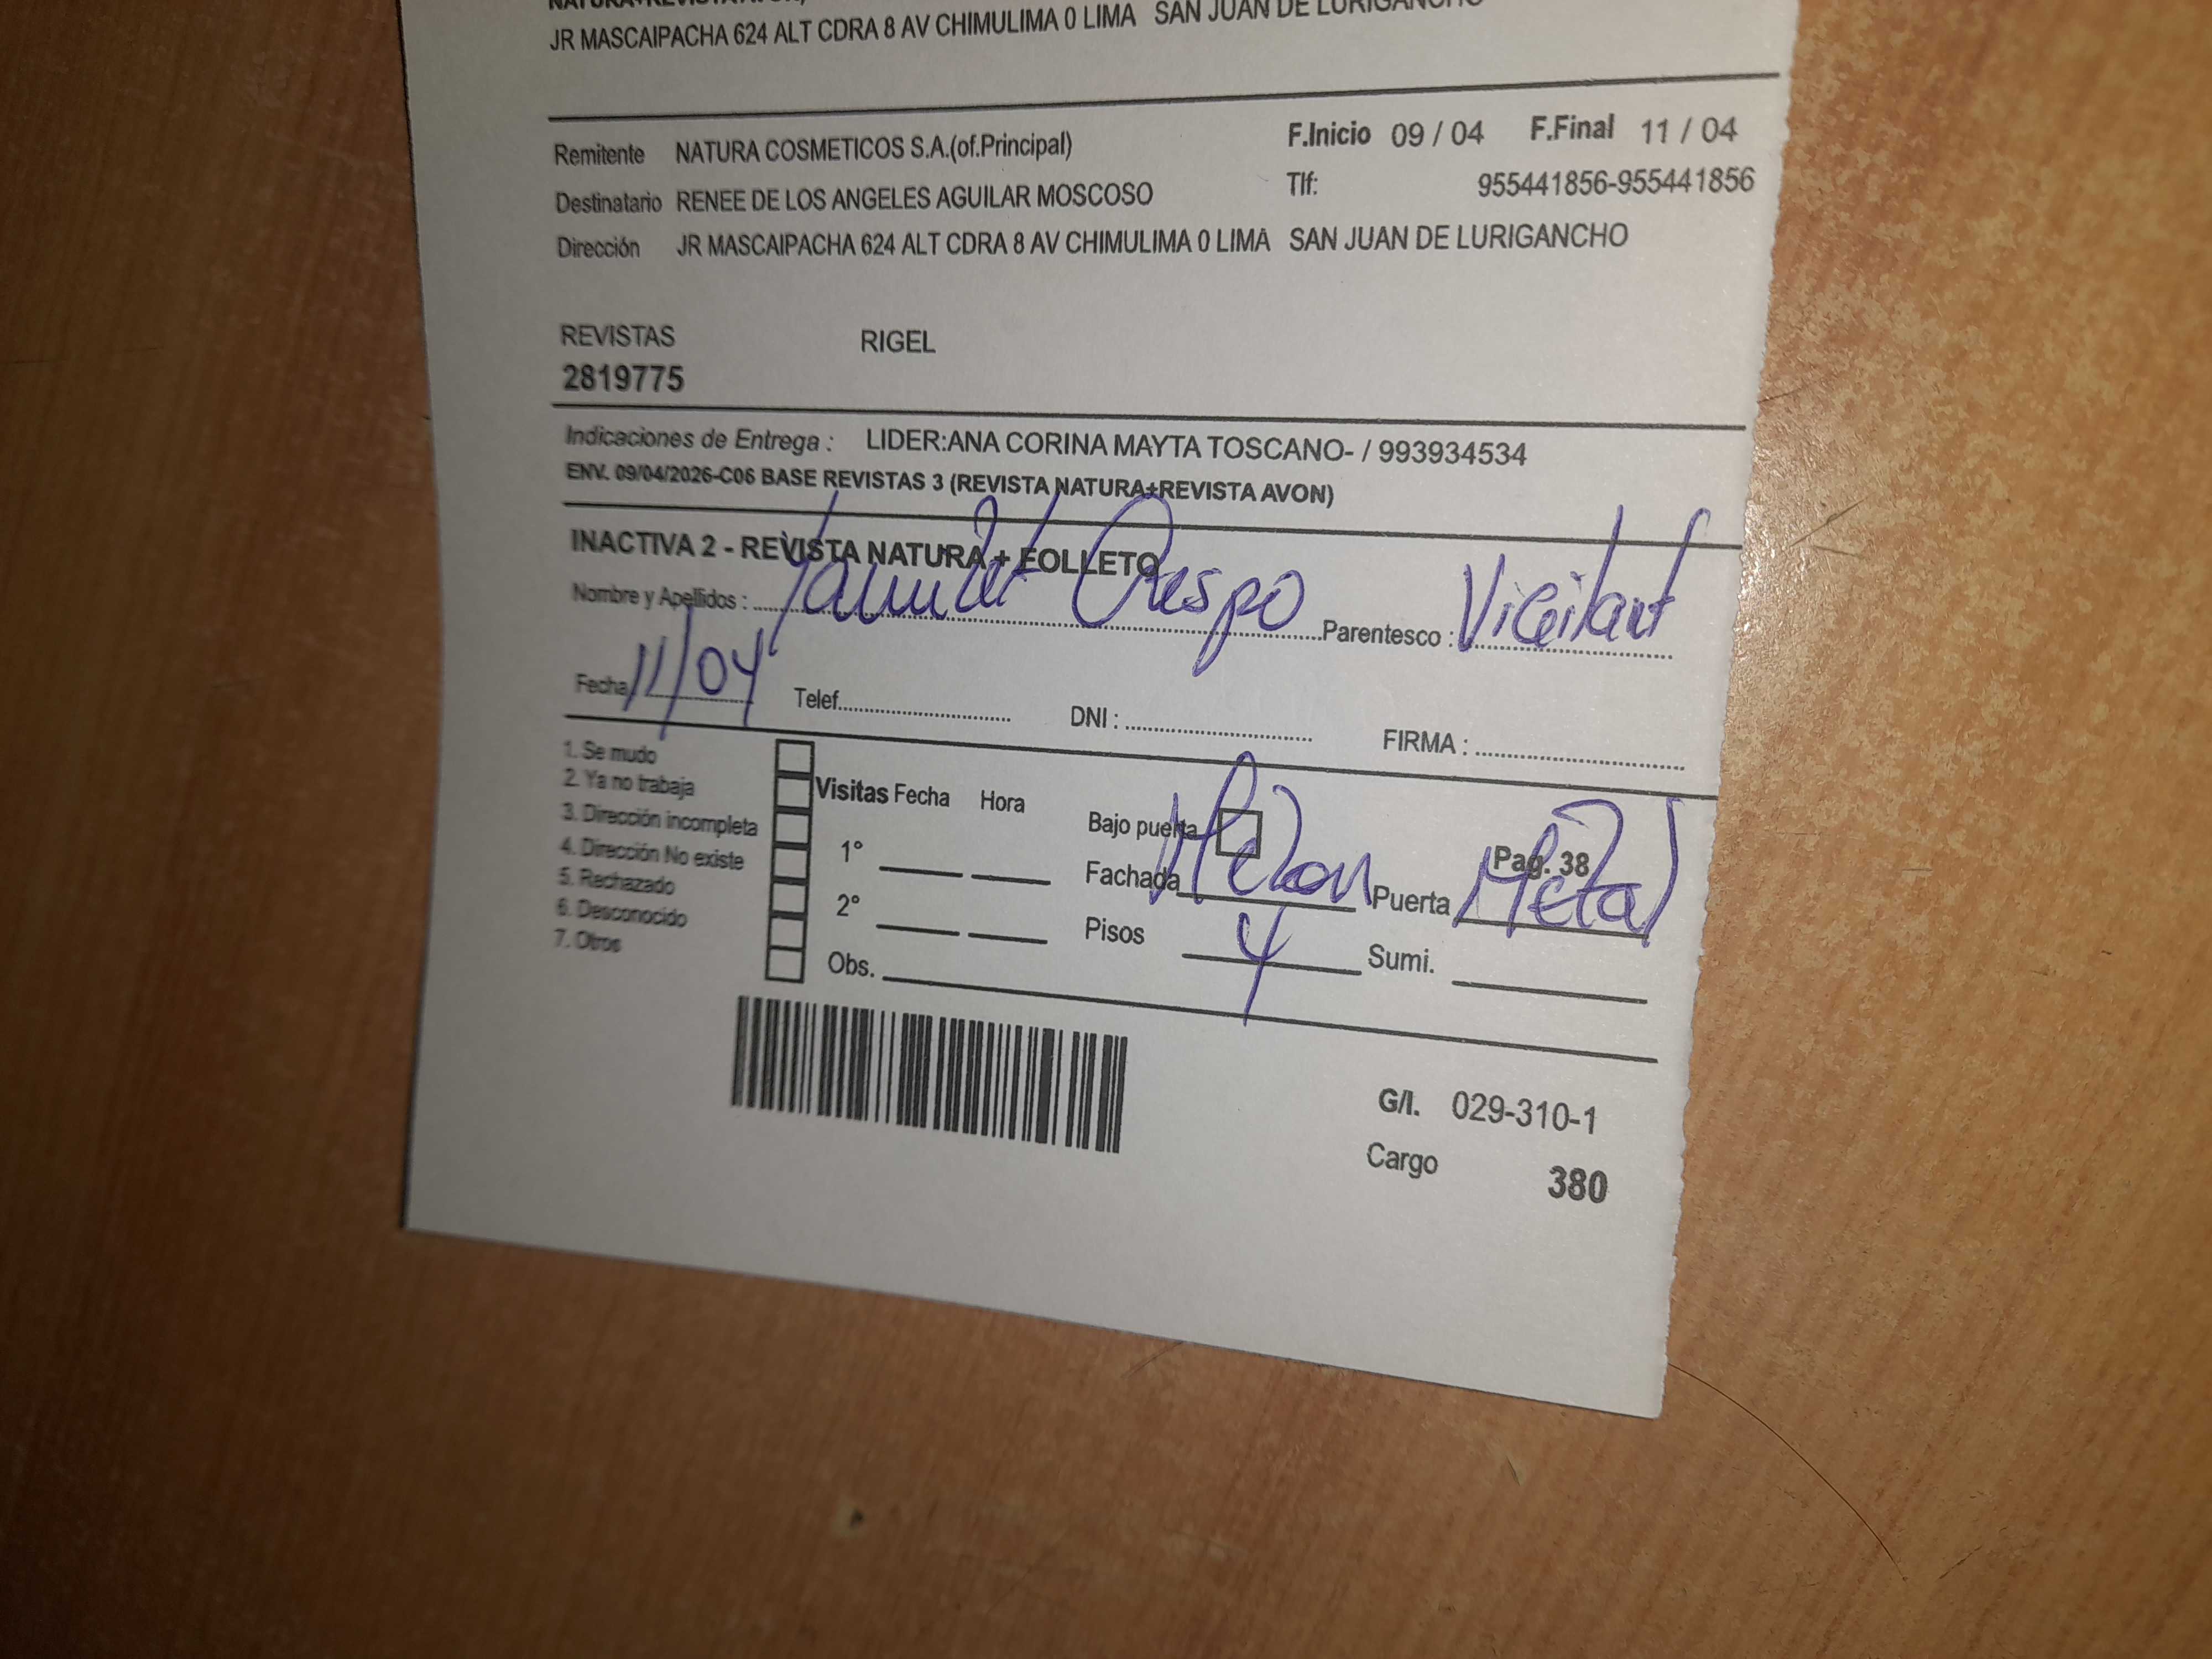 JR MASCAIPACHA 624 ALT CDRA 8 AV CHIMULIMA 0 LIMA SAN JUAN DE LURIGANCHO
Remitente NATURA COSMETICOS S.A.(of.Principal) F.Inicio 09 / 04 F.Final 11 / 04
Destinatario RENEE DE LOS ANGELES AGUILAR MOSCOSO Tlf: 955441856-955441856
Dirección JR MASCAIPACHA 624 ALT CDRA 8 AV CHIMULIMA 0 LIMA SAN JUAN DE LURIGANCHO
REVISTAS RIGEL
2819775
Indicaciones de Entrega : LIDER:ANA CORINA MAYTA TOSCANO- / 993934534
ENV. 09/04/2026-C06 BASE REVISTAS 3 (REVISTA NATURA+REVISTA AVON)
INACTIVA 2 - REVISTA NATURA + FOLLETO
Nombre y Apellidos : Crespo Parentesco : Vigilant
Fecha 11/04 Telef. DNI : FIRMA :
1. Se mudo
2. Ya no trabaja
3. Dirección incompleta
4. Dirección No existe
5. Rechazado
6. Desconocido
7. Otros
Visitas Fecha Hora
1°
2°
Obs.
Bajo puerta Pag. 38
Fachada Puerta Metal
Pisos 4 Sumi.
G/I. 029-310-1
Cargo 380